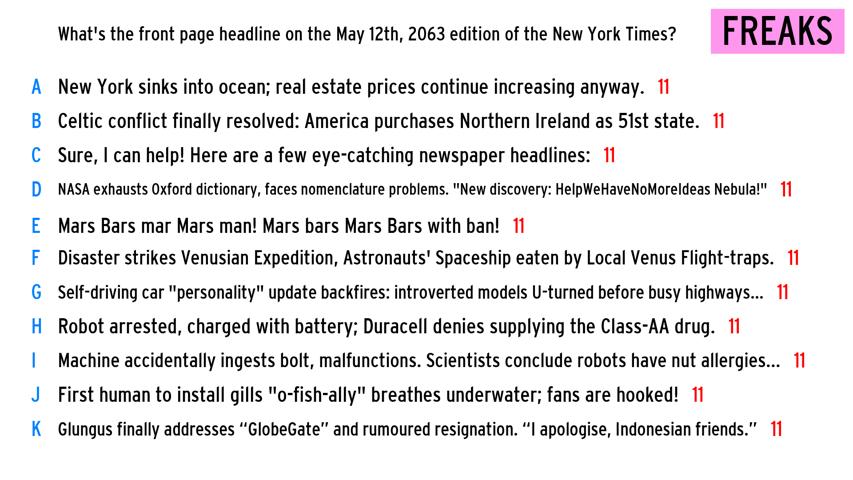 What's the front page headline on the May 12th, 2063 edition of the New York Times? FREAKS
A New York sinks into ocean; real estate prices continue increasing anyway. 11
B Celtic conflict finally resolved: America purchases Northern Ireland as 51st state. 11
C Sure, I can help! Here are a few eye-catching newspaper headlines: 11
D NASA exhausts Oxford dictionary, faces nomenclature problems. "New discovery: HelpWeHaveNoMoreIdeas Nebula!" 11
E Mars Bars mar Mars man! Mars bars Mars Bars with ban! 11
F Disaster strikes Venusian Expedition, Astronauts' Spaceship eaten by Local Venus Flight-traps. 11
G Self-driving car "personality" update backfires: introverted models U-turned before busy highways... 11
H Robot arrested, charged with battery; Duracell denies supplying the Class-AA drug. 11
I Machine accidentally ingests bolt, malfunctions. Scientists conclude robots have nut allergies... 11
J First human to install gills "o-fish-ally" breathes underwater; fans are hooked! 11
K Glungus finally addresses “GlobeGate” and rumoured resignation. “I apologise, Indonesian friends.” 11